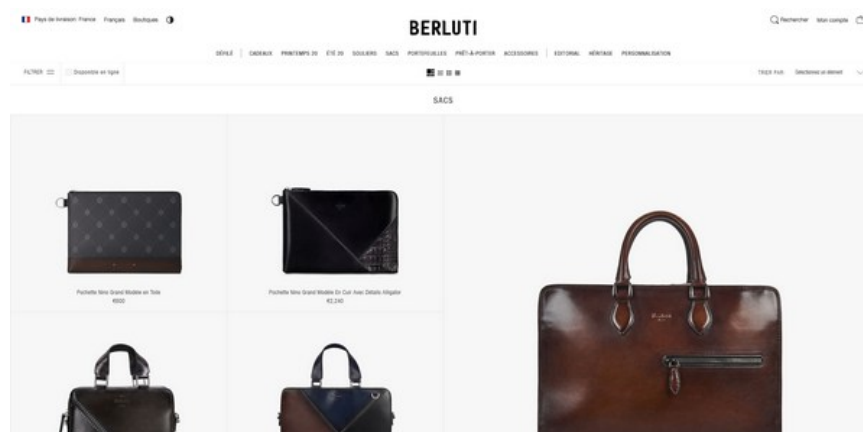 Pays de livraison: France Français Boutiques
BERLUTI
Rechercher Mon compte
DÉFILÉ CADEAUX PRINTEMPS 20 ÉTÉ 20 SOULIERS SACS PORTEFEUILLES PRÊT-À-PORTER ACCESSOIRES EDITORIAL HÉRITAGE PERSONNALISATION
FILTRER Disponible en ligne
TRIER PAR: Sélectionnez un élément
SACS
Pochette Nino Grand Modèle en Toile
€600
Pochette Nino Grand Modèle En Cuir Avec Détails Alligator
€2,240